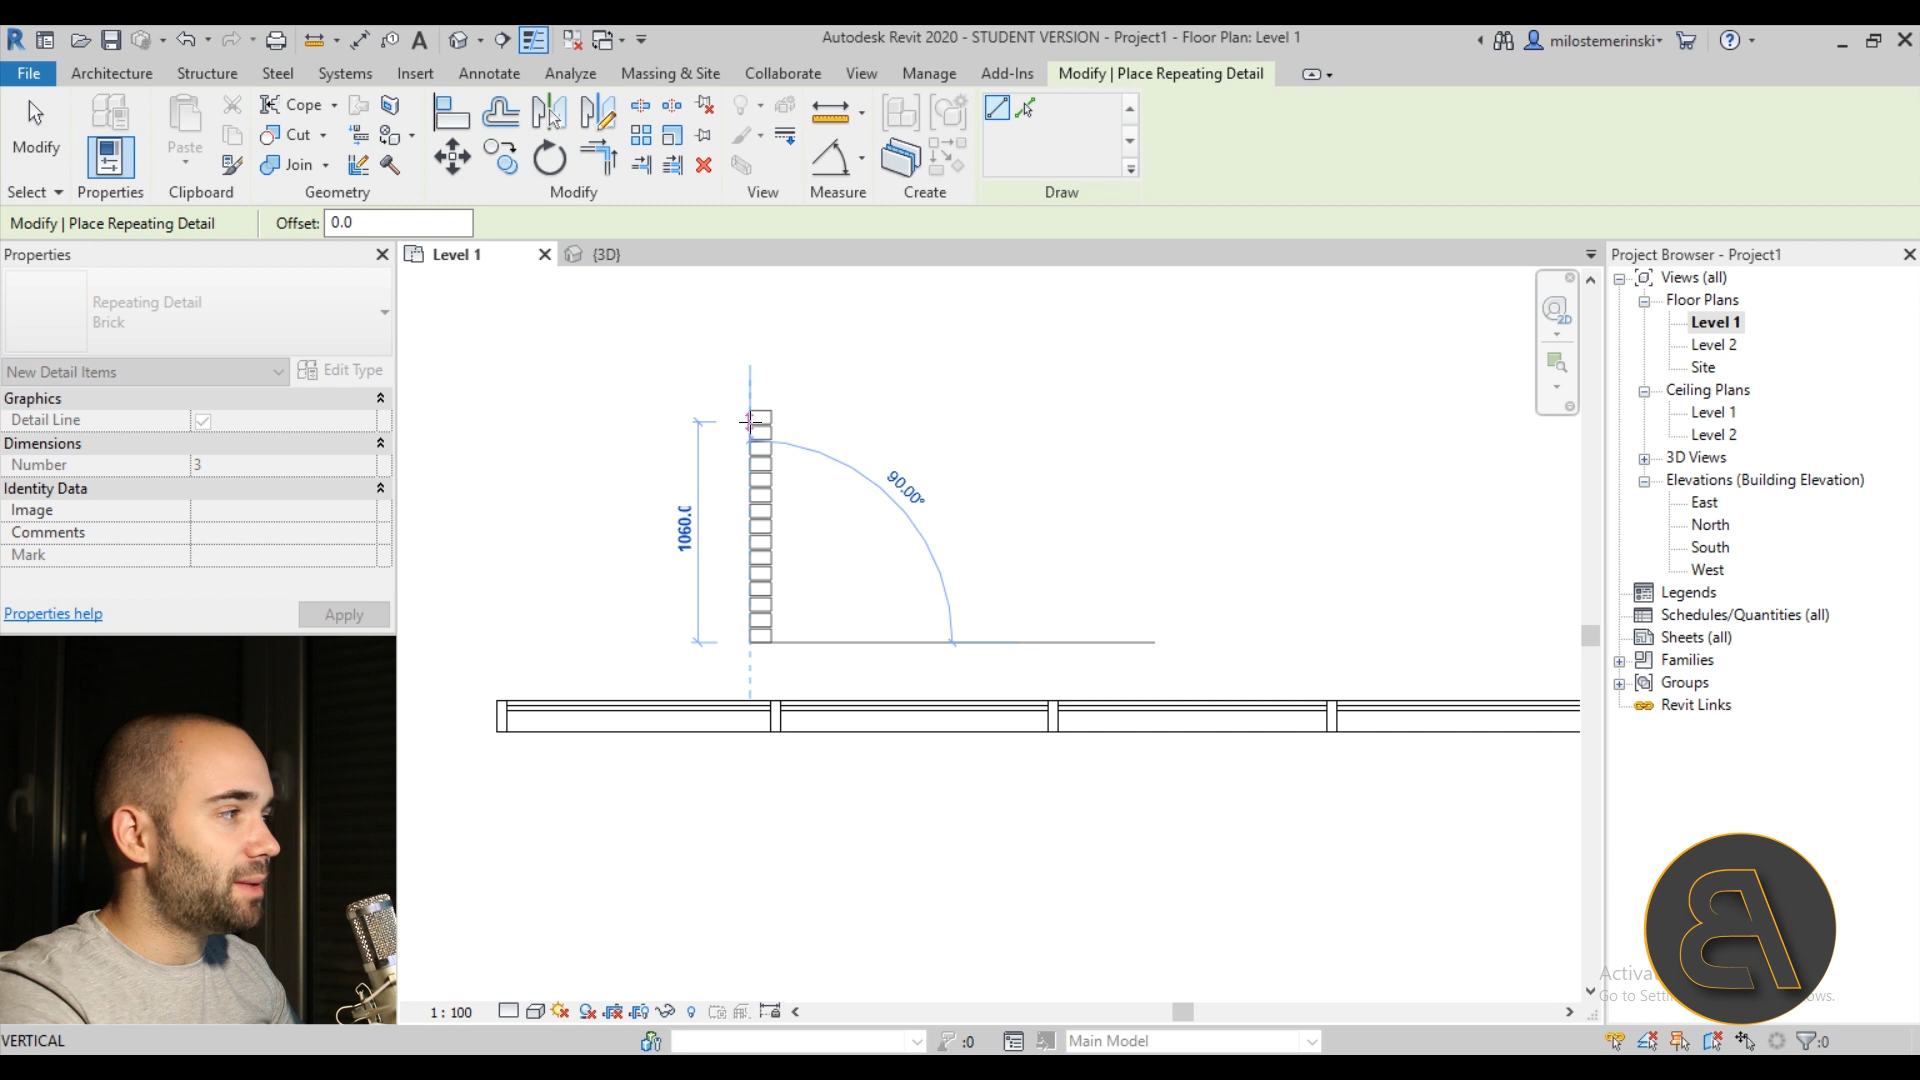 Autodesk Revit 2020 - STUDENT VERSION - Project1 - Floor Plan: Level 1
milostemerinski
File Architecture Structure Steel Systems Insert Annotate Analyze Massing & Site Collaborate View Manage Add-Ins Modify | Place Repeating Detail
Modify
Paste
Cope
Cut
Join
Select Properties Clipboard Geometry Modify View Measure Create Draw
Modify | Place Repeating Detail Offset: 0.0
Properties
Repeating Detail
Brick
New Detail Items Edit Type
Graphics
Detail Line
Dimensions
Number 3
Identity Data
Image
Comments
Mark
Properties help Apply
Level 1 {3D}
2D
90.00°
Project Browser - Project1
Views (all)
Floor Plans
Level 1
Level 2
Site
Ceiling Plans
Level 1
Level 2
3D Views
Elevations (Building Elevation)
East
North
South
West
Legends
Schedules/Quantities (all)
Sheets (all)
Families
Groups
Revit Links
1 : 100
VERTICAL :0 Main Model :0